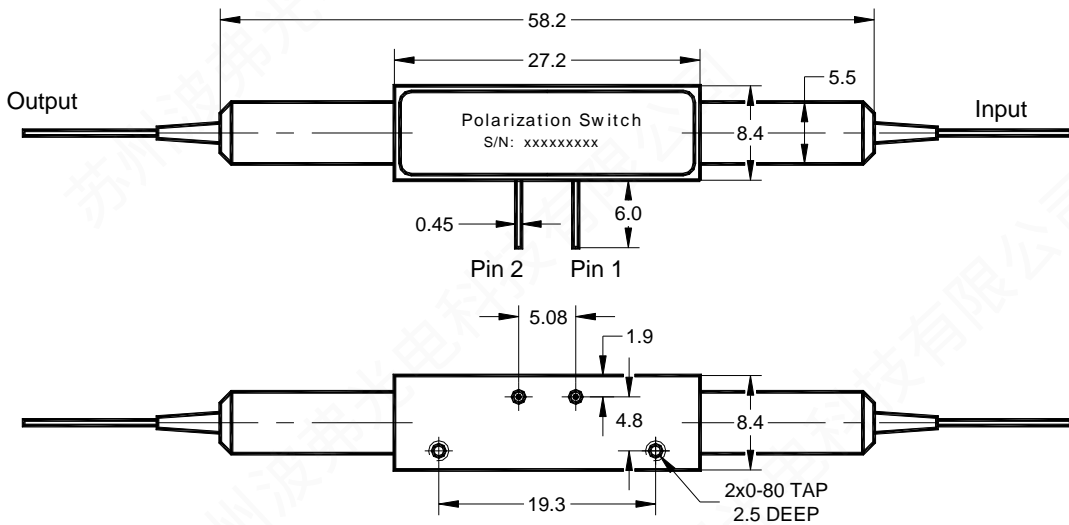 58.2
27.2
5.5
Output
Input
Polarization Switch
S/N: xxxxxxxxx
8.4
0.45
6.0
Pin 2
Pin 1
5.08
1.9
4.8
8.4
19.3
2x0-80 TAP
2.5 DEEP